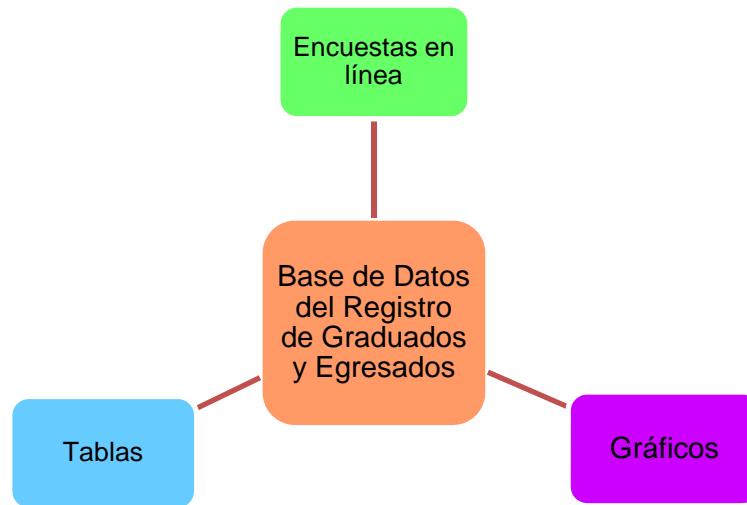 Encuestas en
línea
Base de Datos
del Registro
de Graduados
y Egresados
Tablas
Gráficos